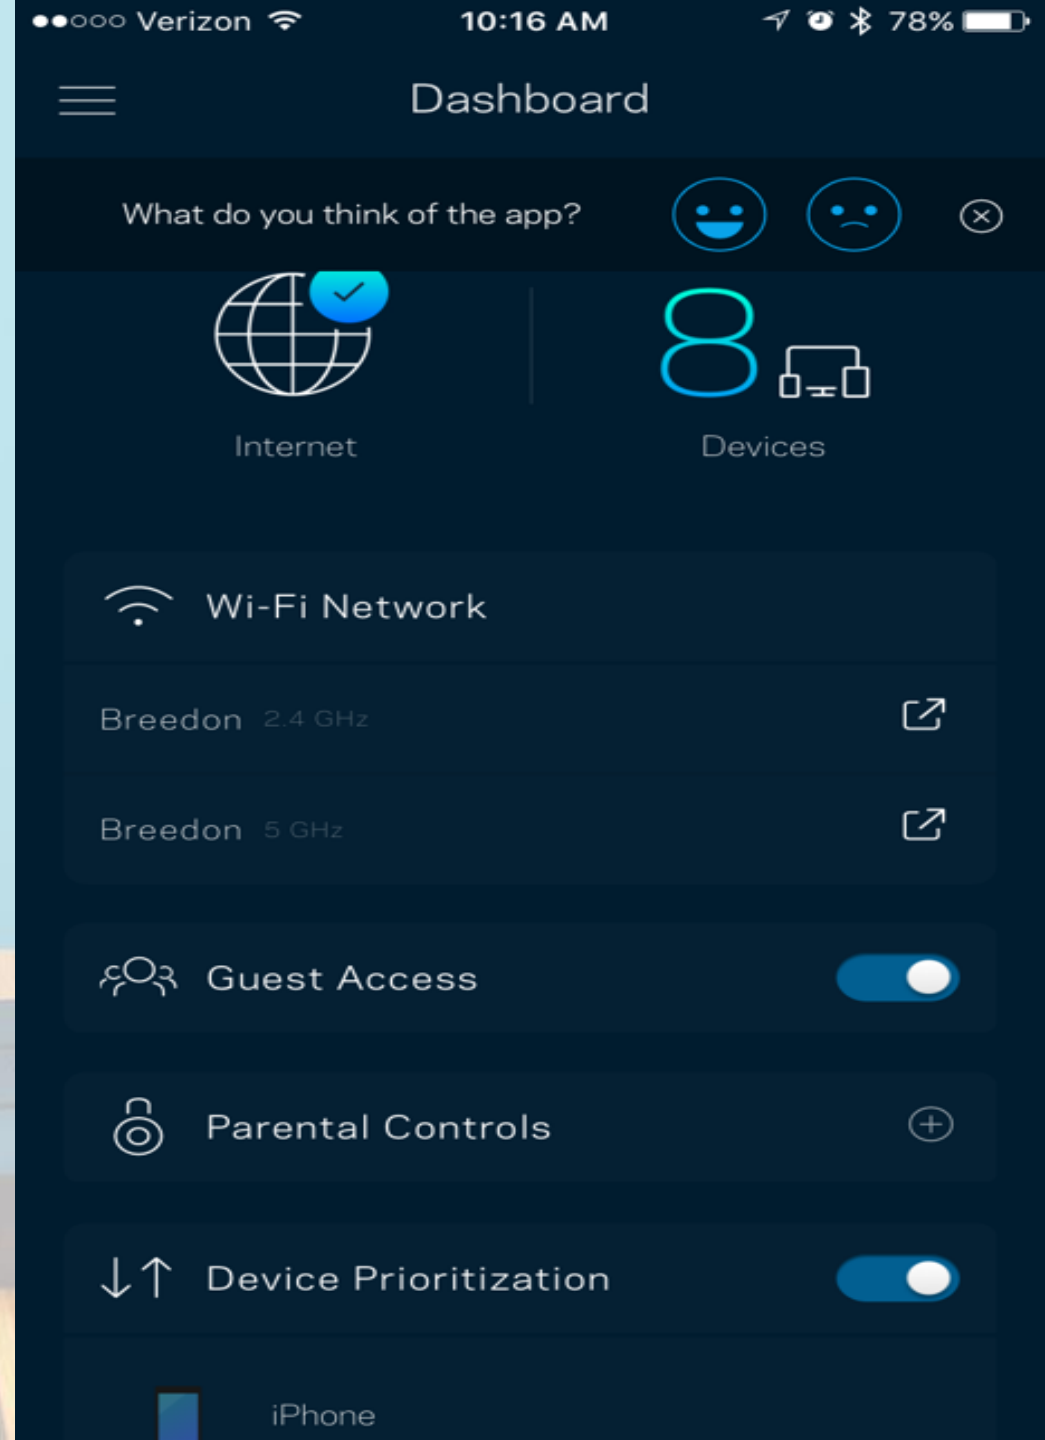 ●●○○○ Verizon 10:16 AM 78%
Dashboard
What do you think of the app?
8
Internet Devices
Wi-Fi Network
Breedon 2.4 GHz
Breedon 5 GHz
Guest Access
Parental Controls
Device Prioritization
iPhone